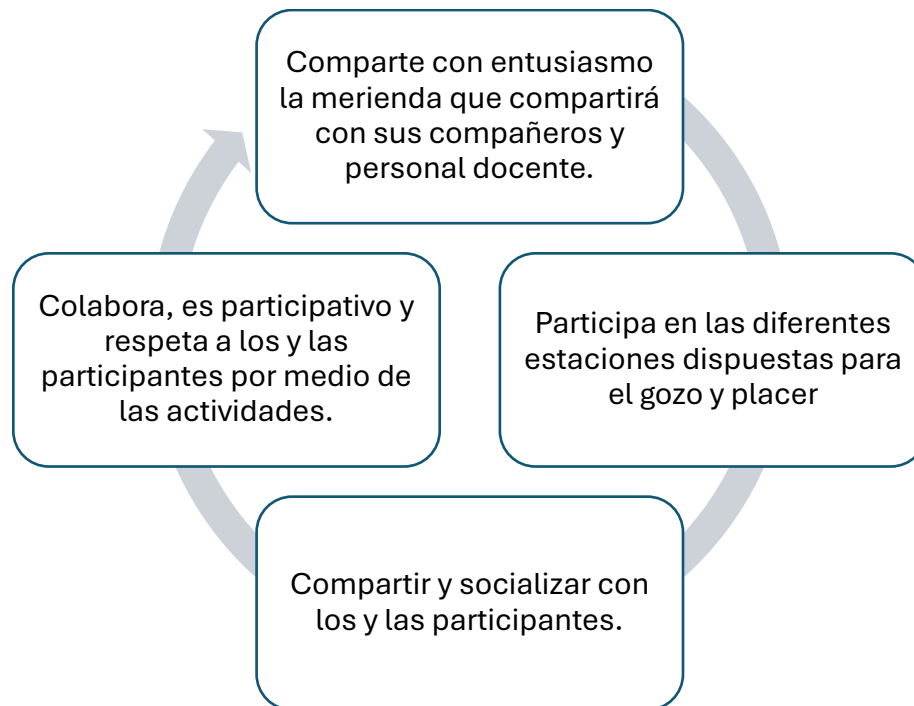 Comparte con entusiasmo
la merienda que compartirá
con sus compañeros y
personal docente.
Participa en las diferentes
estaciones dispuestas para
el gozo y placer
Compartir y socializar con
los y las participantes.
Colabora, es participativo y
respeta a los y las
participantes por medio de
las actividades.